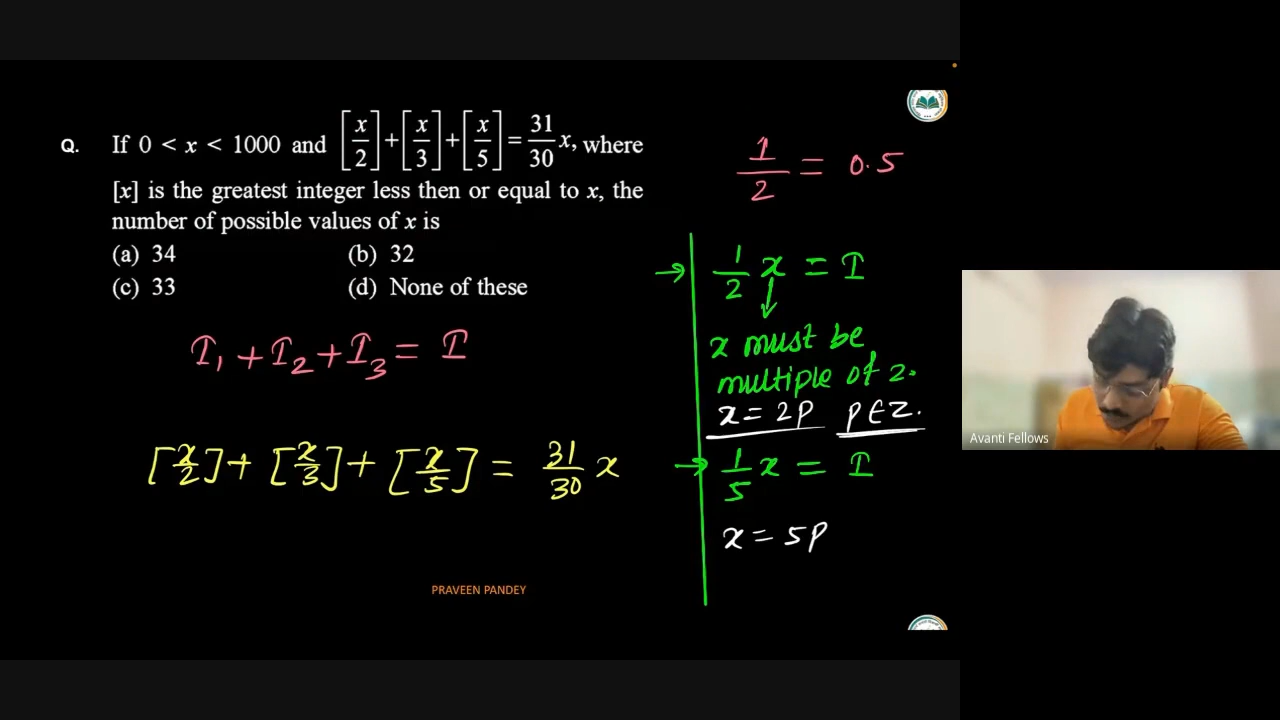 Q. If 0 < x < 1000 and [x/2]+[x/3]+[x/5]=31/30 x, where
[x] is the greatest integer less then or equal to x, the
number of possible values of x is
(a) 34 (b) 32
(c) 33 (d) None of these
I₁ + I₂ + I₃ = I
[x/2] + [x/3] + [x/5] = 31/30 x
PRAVEEN PANDEY
1/2 = 0.5
→ 1/2 x = I
↓
x must be
multiple of 2.
x = 2p p∈Z.
→ 1/5 x = I
x = 5p
Avanti Fellows